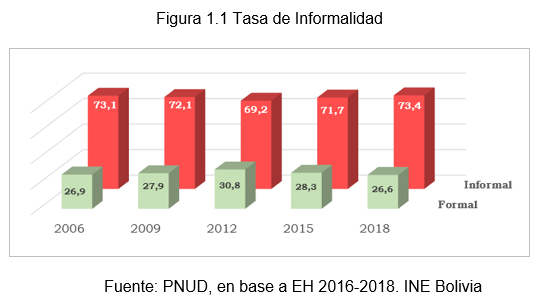 Figura 1.1 Tasa de Informalidad
73,1 72,1 69,2 71,7 73,4
26,9 27,9 30,8 28,3 26,6
Informal
Formal
2006 2009 2012 2015 2018
Fuente: PNUD, en base a EH 2016-2018. INE Bolivia